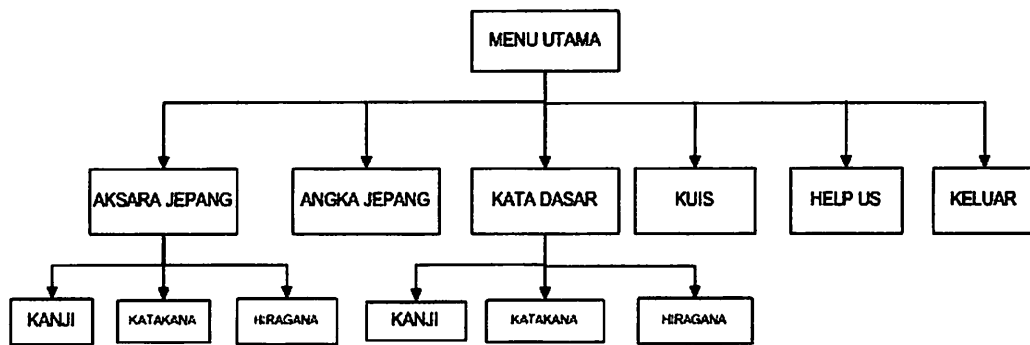 MENU UTAMA
AKSARA JEPANG
ANGKA JEPANG
KATA DASAR
KUIS
HELP US
KELUAR
KANJI
KATAKANA
HIRAGANA
KANJI
KATAKANA
HIRAGANA